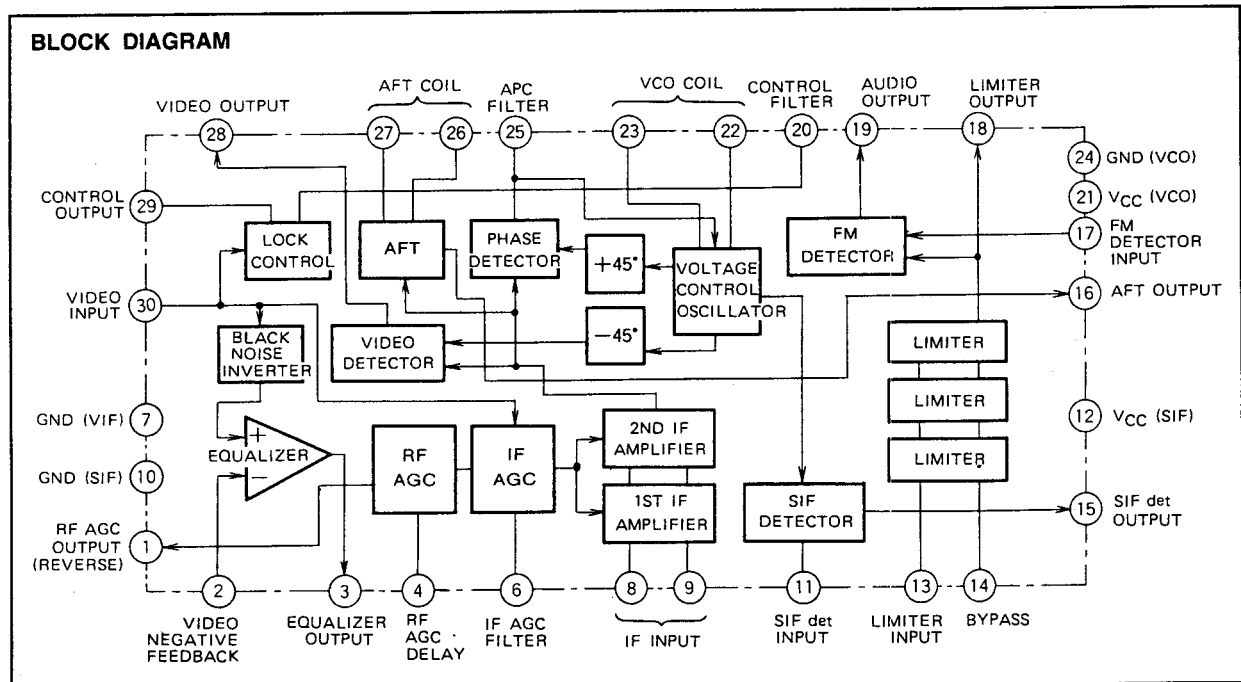 BLOCK DIAGRAM
VIDEO OUTPUT
AFT COIL
APC
FILTER
VCO COIL
CONTROL
FILTER
AUDIO
OUTPUT
LIMITER
OUTPUT
28
27
26
25
23
22
20
19
18
24
GND (VCO)
21
VCC (VCO)
17
FM
DETECTOR
INPUT
16
AFT OUTPUT
12
VCC (SIF)
15
SIF det
OUTPUT
CONTROL
OUTPUT
29
VIDEO
INPUT
30
GND (VIF)
7
GND (SIF)
10
RF AGC
OUTPUT
(REVERSE)
1
LOCK
CONTROL
AFT
PHASE
DETECTOR
+45°
VOLTAGE
CONTROL
OSCILLATOR
FM
DETECTOR
BLACK
NOISE
INVERTER
VIDEO
DETECTOR
−45°
LIMITER
LIMITER
LIMITER
+
EQUALIZER
−
RF
AGC
IF
AGC
2ND IF
AMPLIFIER
1ST IF
AMPLIFIER
SIF
DETECTOR
2
3
4
6
8
9
11
13
14
VIDEO
NEGATIVE
FEEDBACK
EQUALIZER
OUTPUT
RF
AGC
DELAY
IF AGC
FILTER
IF INPUT
SIF det
INPUT
LIMITER
INPUT
BYPASS